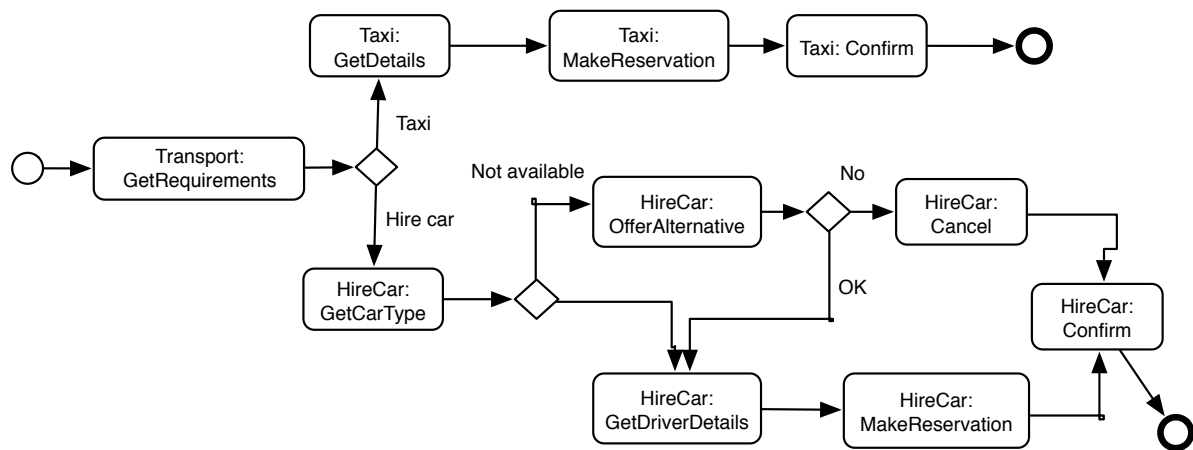 Taxi:
GetDetails
Taxi:
MakeReservation
Taxi: Confirm
Taxi
Transport:
GetRequirements
Not available
HireCar:
OfferAlternative
No
HireCar:
Cancel
Hire car
HireCar:
GetCarType
OK
HireCar:
Confirm
HireCar:
GetDriverDetails
HireCar:
MakeReservation